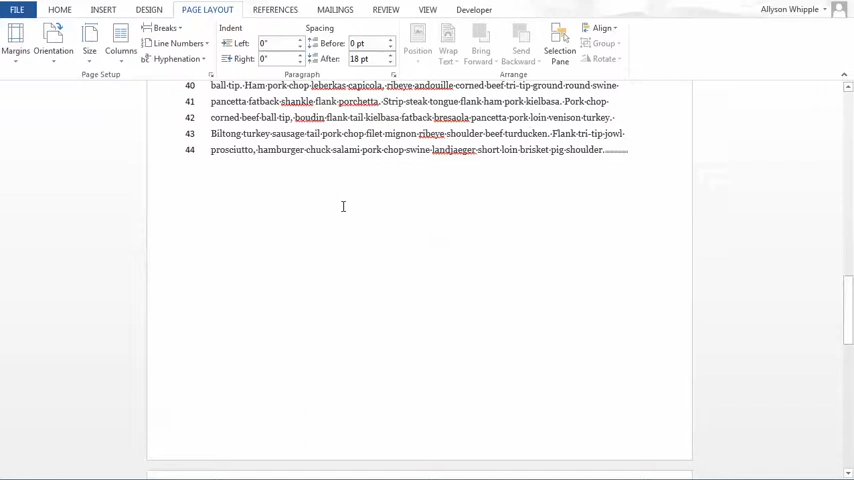 FILE HOME INSERT DESIGN PAGE LAYOUT REFERENCES MAILINGS REVIEW VIEW Developer Allyson Whipple
Margins Orientation Size Columns
Breaks
Line Numbers
Hyphenation
Page Setup
Indent
Left: 0"
Right: 0"
Spacing
Before: 0 pt
After: 18 pt
Paragraph
Position Wrap Text Bring Forward Send Backward Selection Pane
Align
Group
Rotate
Arrange
40 ball·tip.·Ham·pork·chop·leberkas·capicola,·ribeye·andouille·corned·beef·tri-tip·ground·round·swine·
41 pancetta·fatback·shankle·flank·porchetta.·Strip·steak·tongue·flank·ham·pork·kielbasa.·Pork·chop·
42 corned·beef·ball·tip,·boudin·flank·tail·kielbasa·fatback·bresaola·pancetta·pork·loin·venison·turkey.·
43 Biltong·turkey·sausage·tail·pork·chop·filet·mignon·ribeye·shoulder·beef·turducken.·Flank·tri-tip·jowl·
44 prosciutto,·hamburger·chuck·salami·pork·chop·swine·landjaeger·short·loin·brisket·pig·shoulder.